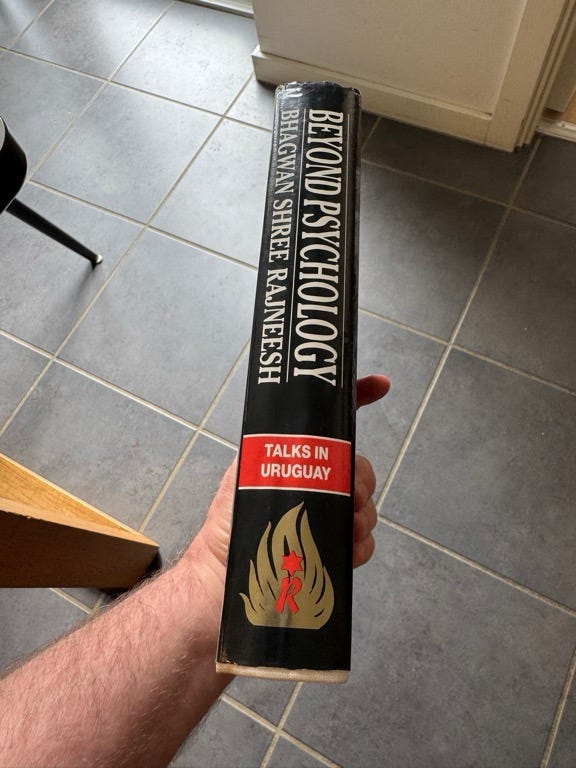 BEYOND PSYCHOLOGY
BHAGWAN SHREE RAJNEESH
TALKS IN
URUGUAY
R